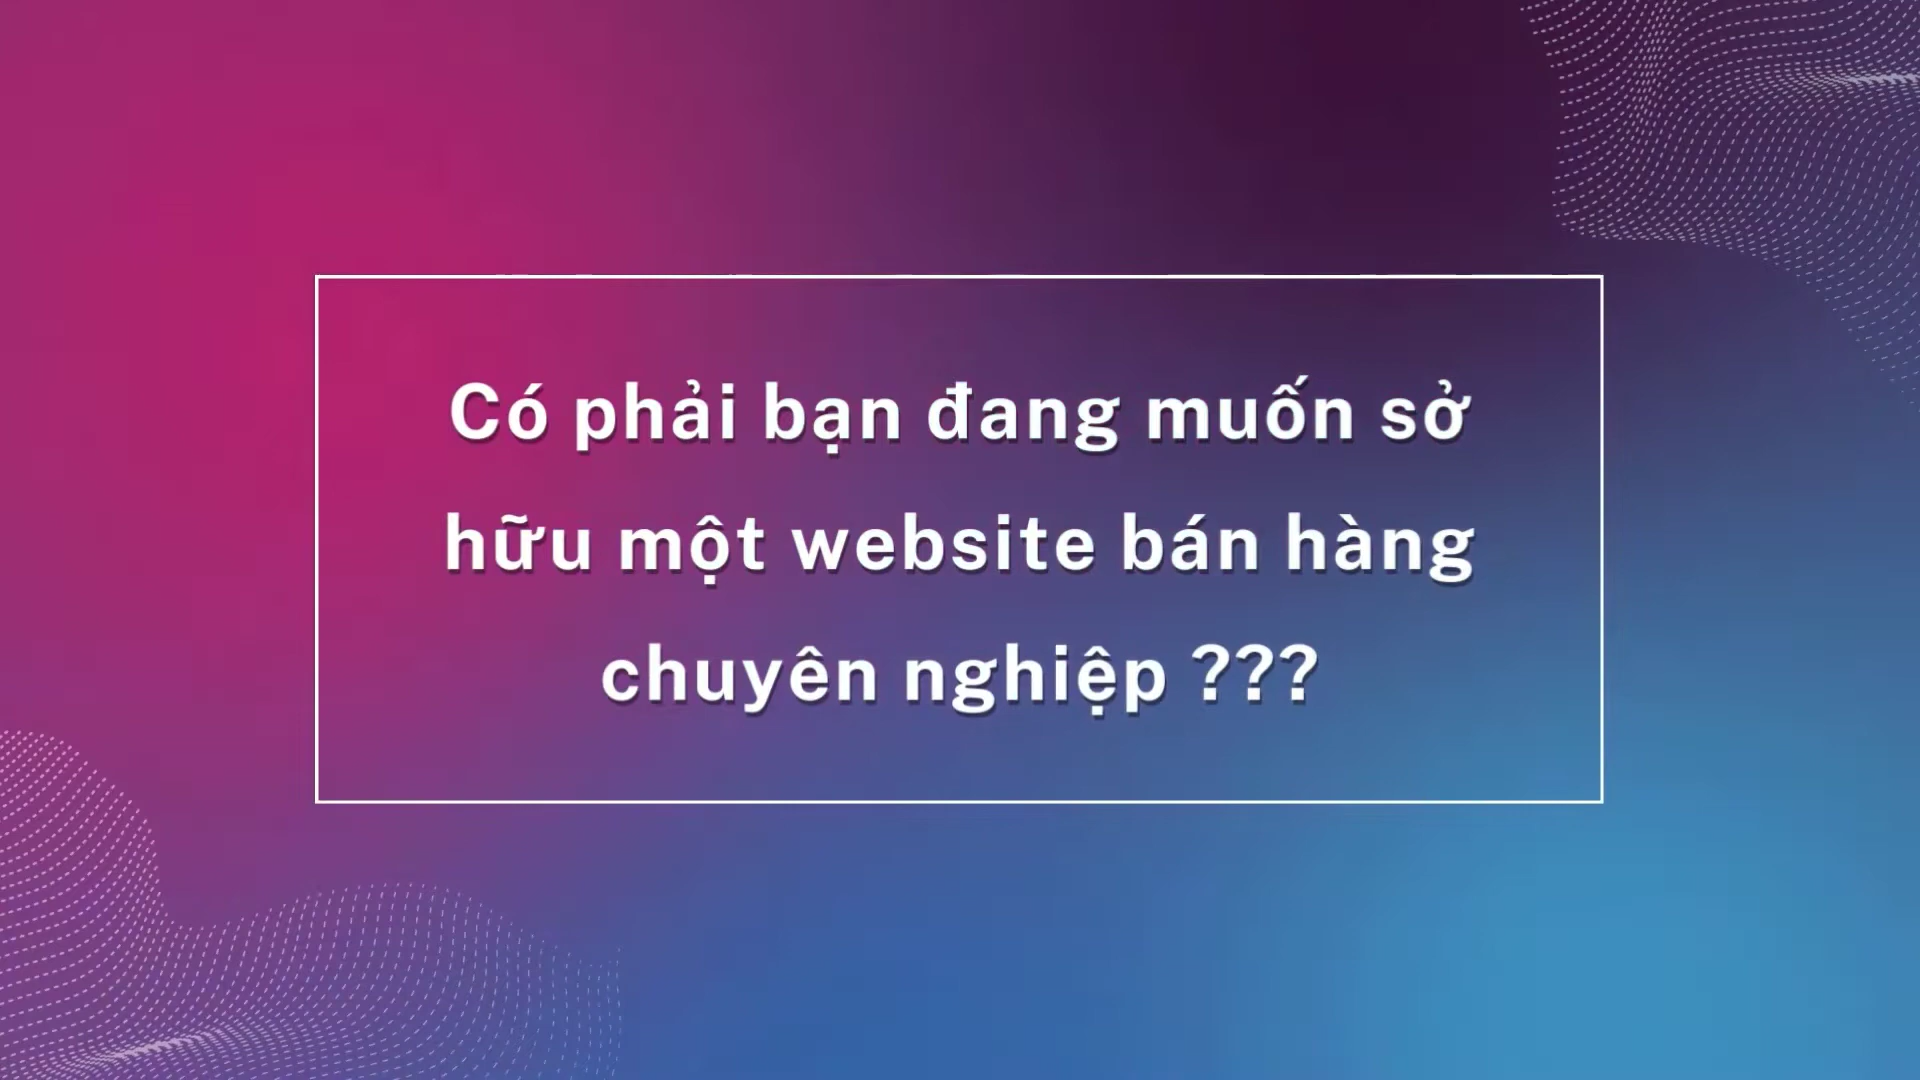 Có phải bạn đang muốn sở
hữu một website bán hàng
chuyên nghiệp ???